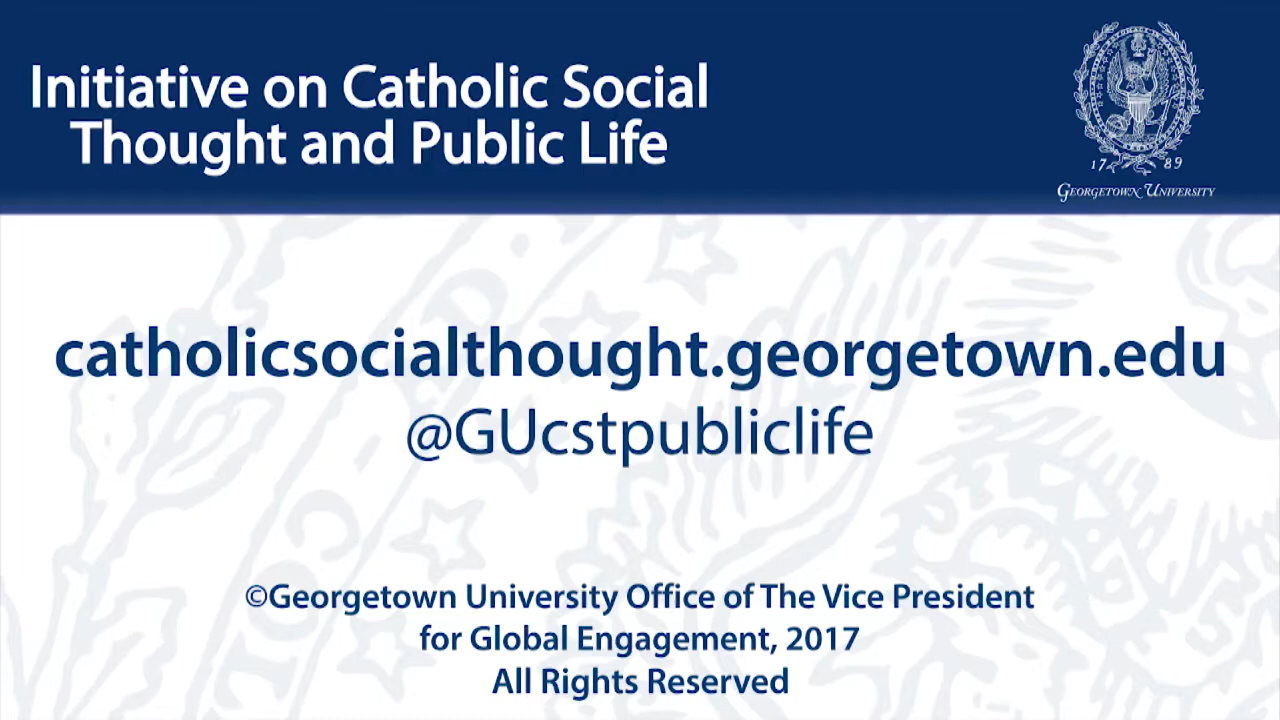 Initiative on Catholic Social
Thought and Public Life
17 89
GEORGETOWN UNIVERSITY
catholicsocialthought.georgetown.edu
@GUcstpubliclife
©Georgetown University Office of The Vice President
for Global Engagement, 2017
All Rights Reserved